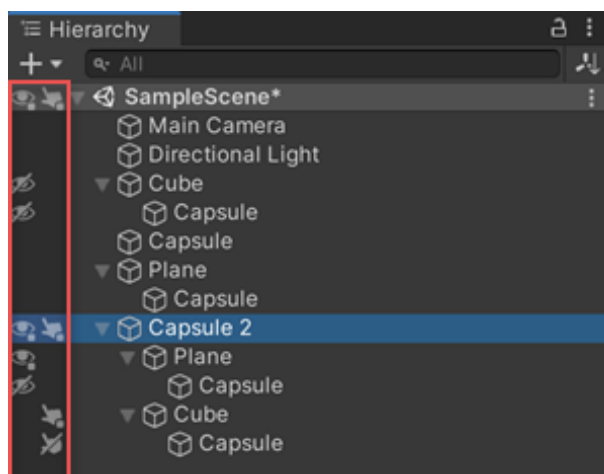 Hierarchy
All
SampleScene*
Main Camera
Directional Light
Cube
Capsule
Capsule
Plane
Capsule
Capsule 2
Plane
Capsule
Cube
Capsule